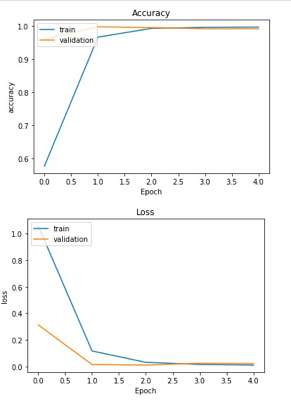 Accuracy
train
validation
1.0
0.9
0.8
0.7
0.6
accuracy
0.0 0.5 1.0 1.5 2.0 2.5 3.0 3.5 4.0
Epoch
Loss
train
validation
1.0
0.8
0.6
0.4
0.2
0.0
loss
0.0 0.5 1.0 1.5 2.0 2.5 3.0 3.5 4.0
Epoch